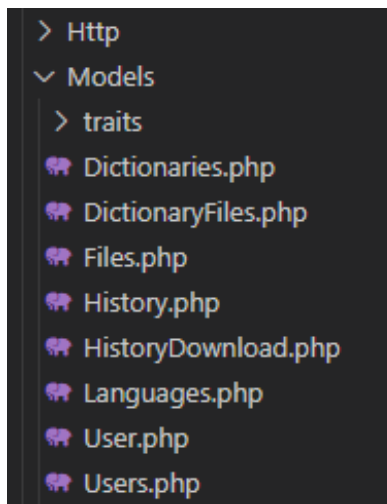 Http
Models
traits
Dictionaries.php
DictionaryFiles.php
Files.php
History.php
HistoryDownload.php
Languages.php
User.php
Users.php